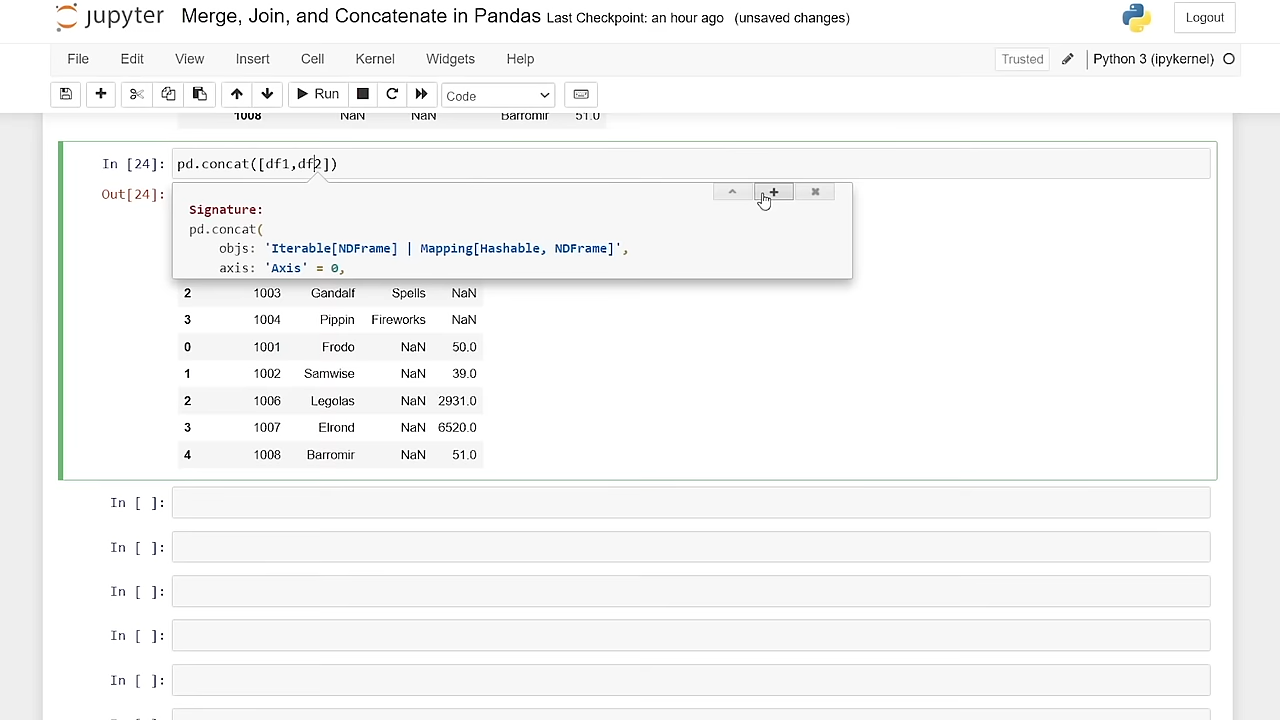 jupyter Merge, Join, and Concatenate in Pandas Last Checkpoint: an hour ago (unsaved changes) Logout
File Edit View Insert Cell Kernel Widgets Help Trusted Python 3 (ipykernel)
Run Code
1008 NaN NaN Barromir 51.0
In [24]: pd.concat([df1,df2])
Out[24]:
Signature:
pd.concat(
objs: 'Iterable[NDFrame] | Mapping[Hashable, NDFrame]',
axis: 'Axis' = 0,
2 1003 Gandalf Spells NaN
3 1004 Pippin Fireworks NaN
0 1001 Frodo NaN 50.0
1 1002 Samwise NaN 39.0
2 1006 Legolas NaN 2931.0
3 1007 Elrond NaN 6520.0
4 1008 Barromir NaN 51.0
In [ ]:
In [ ]:
In [ ]:
In [ ]:
In [ ]: